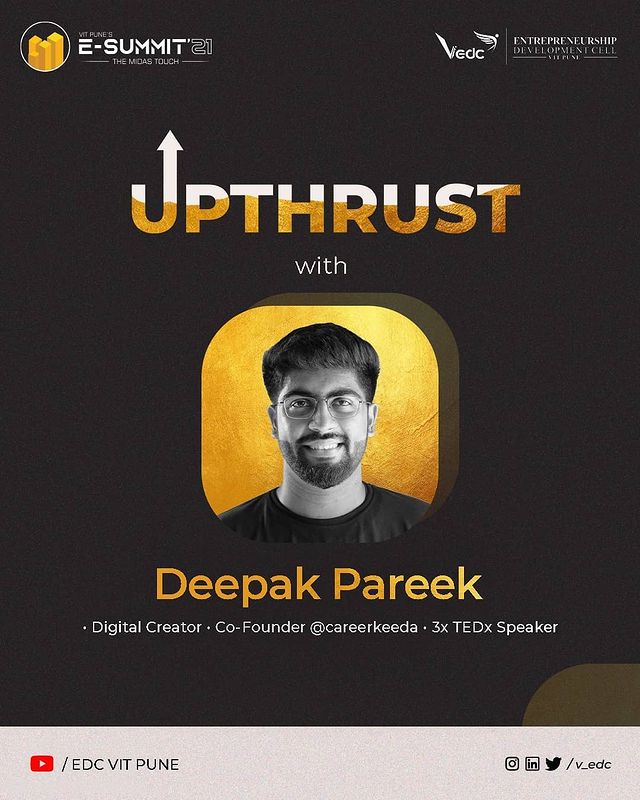 VIT PUNE'S
E-SUMMIT'21
THE MIDAS TOUCH
Vedc
ENTREPRENEURSHIP
DEVELOPMENT CELL
VIT PUNE
UPTHRUST
with
Deepak Pareek
• Digital Creator • Co-Founder @careerkeeda • 3x TEDx Speaker
/ EDC VIT PUNE
/ v_edc